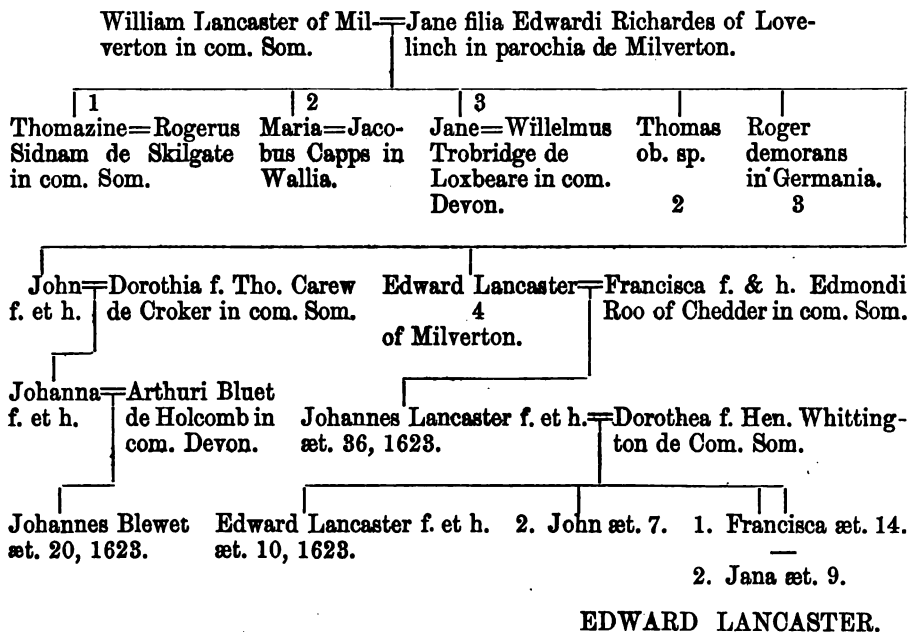 William Lancaster of Mil-=Jane filia Edwardi Richardes of Love-
verton in com. Som. linch in parochia de Milverton.
1 2 3
Thomazine=Rogerus Maria=Jaco- Jane=Willelmus Thomas Roger
Sidnam de Skilgate bus Capps in Trobridge de ob. sp. demorans
in com. Som. Wallia. Loxbeare in com. in Germania.
Devon. 2 3
John=Dorothia f. Tho. Carew Edward Lancaster=Francisca f. & h. Edmondi
f. et h. de Croker in com. Som. 4 Roo of Chedder in com. Som.
of Milverton.
Johanna=Arthuri Bluet
f. et h. de Holcomb in Johannes Lancaster f. et h.=Dorothea f. Hen. Whitting-
com. Devon. æt. 36, 1623. ton de Com. Som.
Johannes Blewet Edward Lancaster f. et h. 2. John æt. 7. 1. Francisca æt. 14.
æt. 20, 1623. æt. 10, 1623.
2. Jana æt. 9.
EDWARD LANCASTER.